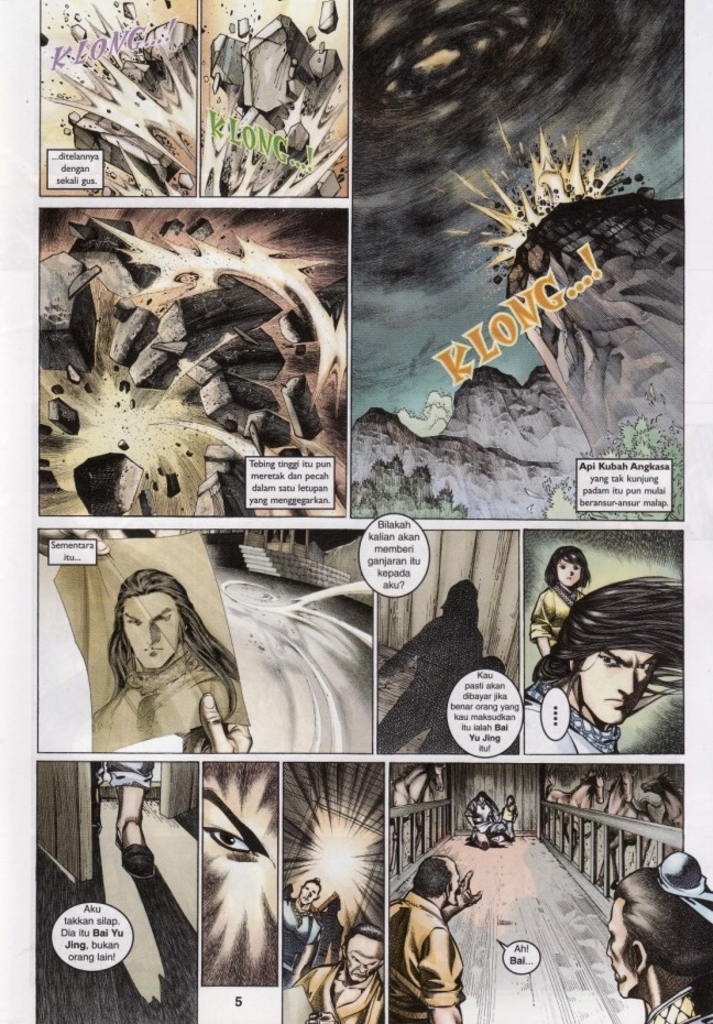 KLONG...!
...ditelannya
dengan
sekali gus.
KLONG...!
KLONG...!
Api Kubah Angkasa
yang tak kunjung
padam itu pun mulai
beransur-ansur malap.
Tebing tinggi itu pun
meretak dan pecah
dalam satu letupan
yang menggegarkan.
Sementara
itu...
Bilakah
kalian akan
memberi
ganjaran itu
kepada
aku?
Kau
pasti akan
dibayar jika
benar orang yang
kau maksudkan
itu ialah Bai
Yu Jing
itu!
....
Aku
takkan silap.
Dia itu Bai Yu
Jing, bukan
orang lain!
Ah!
Bai...
5